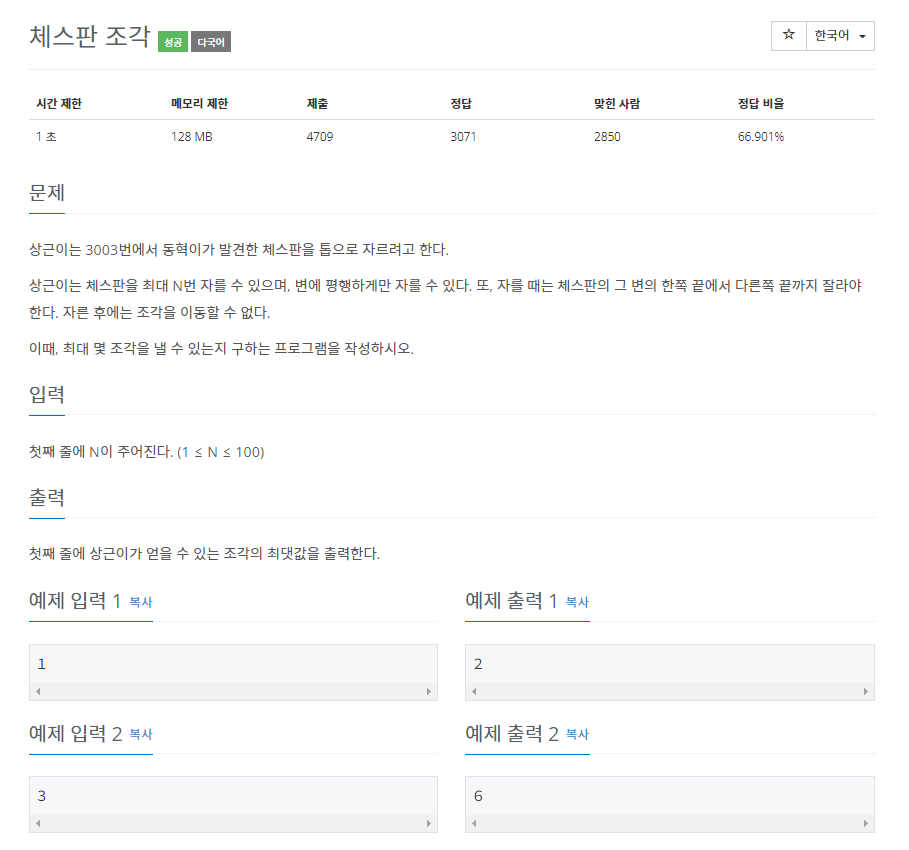 체스판 조각 성공 다국어 ☆ 한국어
시간 제한 메모리 제한 제출 정답 맞힌 사람 정답 비율
1 초 128 MB 4709 3071 2850 66.901%
문제
상근이는 3003번에서 동혁이가 발견한 체스판을 톱으로 자르려고 한다.
상근이는 체스판을 최대 N번 자를 수 있으며, 변에 평행하게만 자를 수 있다. 또, 자를 때는 체스판의 그 변의 한쪽 끝에서 다른쪽 끝까지 잘라야
한다. 자른 후에는 조각을 이동할 수 없다.
이때, 최대 몇 조각을 낼 수 있는지 구하는 프로그램을 작성하시오.
입력
첫째 줄에 N이 주어진다. (1 ≤ N ≤ 100)
출력
첫째 줄에 상근이가 얻을 수 있는 조각의 최댓값을 출력한다.
예제 입력 1 복사 예제 출력 1 복사
1 2
예제 입력 2 복사 예제 출력 2 복사
3 6